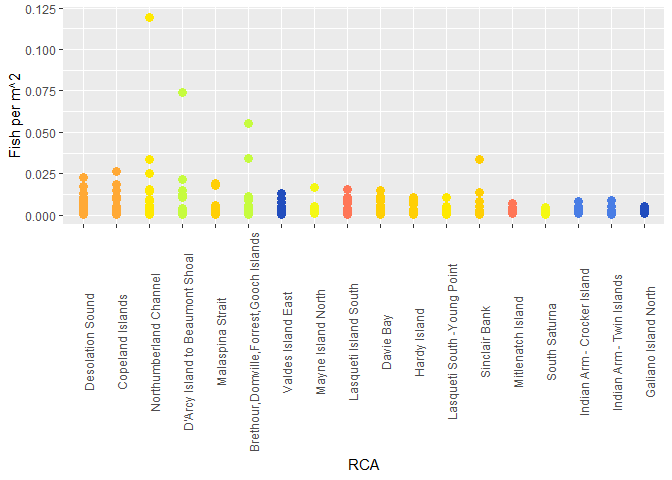 0.125
0.100
0.075
0.050
0.025
0.000
Fish per m^2
Desolation Sound
Copeland Islands
Northumberland Channel
D'Arcy Island to Beaumont Shoal
Malaspina Strait
Brethour,Domville,Forrest,Gooch Islands
Valdes Island East
Mayne Island North
Lasqueti Island South
Davie Bay
Hardy Island
Lasqueti South -Young Point
Sinclair Bank
Mitlenatch Island
South Saturna
Indian Arm - Crocker Island
Indian Arm - Twin Islands
Galiano Island North
RCA